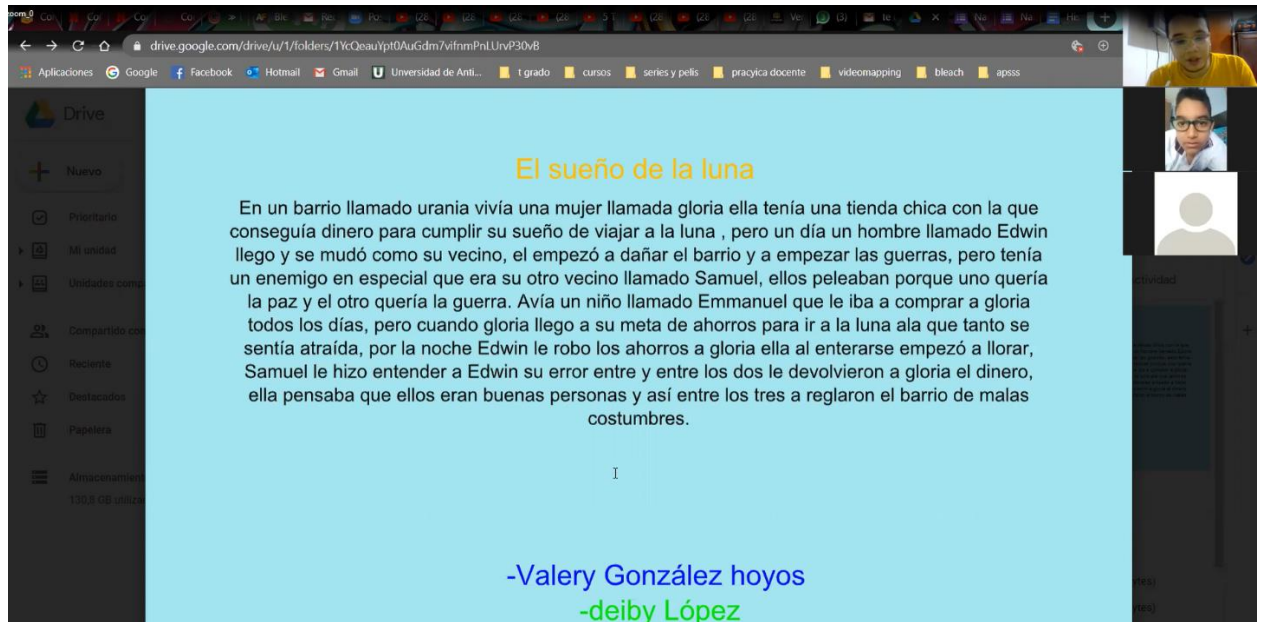 zoom_0
drive.google.com/drive/u/1/folders/1YcQeauYpt0AuGdm7vifnmPnLUrvP30vB
Aplicaciones Google Facebook Hotmail Gmail Unversidad de Anti... t grado cursos series y pelis pracyica docente videomapping bleach apsss
Drive
Nuevo
Prioritario
Mi unidad
Unidades comp
Compartido con
Reciente
Destacados
Papelera
Almacenamient
130,8 GB utiliza
El sueño de la luna
En un barrio llamado urania vivía una mujer llamada gloria ella tenía una tienda chica con la que
conseguía dinero para cumplir su sueño de viajar a la luna , pero un día un hombre llamado Edwin
llego y se mudó como su vecino, el empezó a dañar el barrio y a empezar las guerras, pero tenía
un enemigo en especial que era su otro vecino llamado Samuel, ellos peleaban porque uno quería
la paz y el otro quería la guerra. Avía un niño llamado Emmanuel que le iba a comprar a gloria
todos los días, pero cuando gloria llego a su meta de ahorros para ir a la luna ala que tanto se
sentía atraída, por la noche Edwin le robo los ahorros a gloria ella al enterarse empezó a llorar,
Samuel le hizo entender a Edwin su error entre y entre los dos le devolvieron a gloria el dinero,
ella pensaba que ellos eran buenas personas y así entre los tres a reglaron el barrio de malas
costumbres.
-Valery González hoyos
-deiby López
ctividad